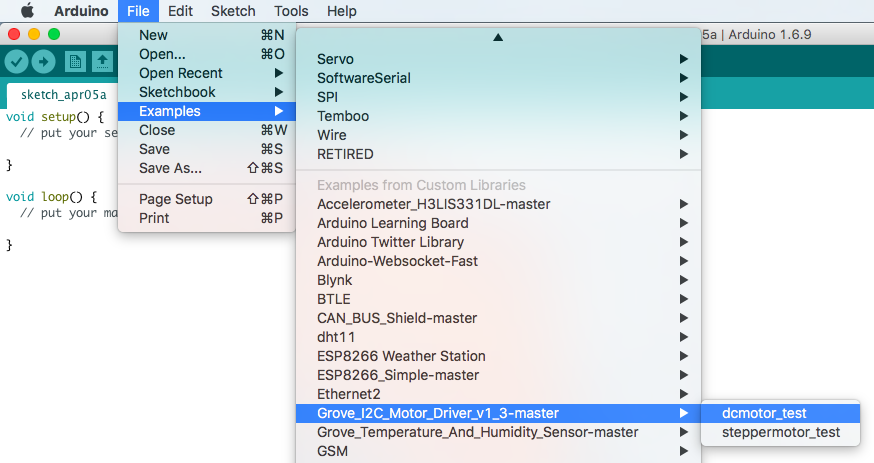 Arduino File Edit Sketch Tools Help
05a | Arduino 1.6.9
sketch_apr05a
void setup() {
// put your se
}
void loop() {
// put your ma
}
New ⌘N
Open... ⌘O
Open Recent ▶
Sketchbook ▶
Examples ▶
Close ⌘W
Save ⌘S
Save As... ⇧⌘S
Page Setup ⇧⌘P
Print ⌘P
Servo ▶
SoftwareSerial ▶
SPI ▶
Temboo ▶
Wire ▶
RETIRED ▶
Examples from Custom Libraries
Accelerometer_H3LIS331DL-master ▶
Arduino Learning Board ▶
Arduino Twitter Library ▶
Arduino-Websocket-Fast ▶
Blynk ▶
BTLE ▶
CAN_BUS_Shield-master ▶
dht11 ▶
ESP8266 Weather Station ▶
ESP8266_Simple-master ▶
Ethernet2 ▶
Grove_I2C_Motor_Driver_v1_3-master ▶
Grove_Temperature_And_Humidity_Sensor-master ▶
GSM ▶
dcmotor_test
steppermotor_test